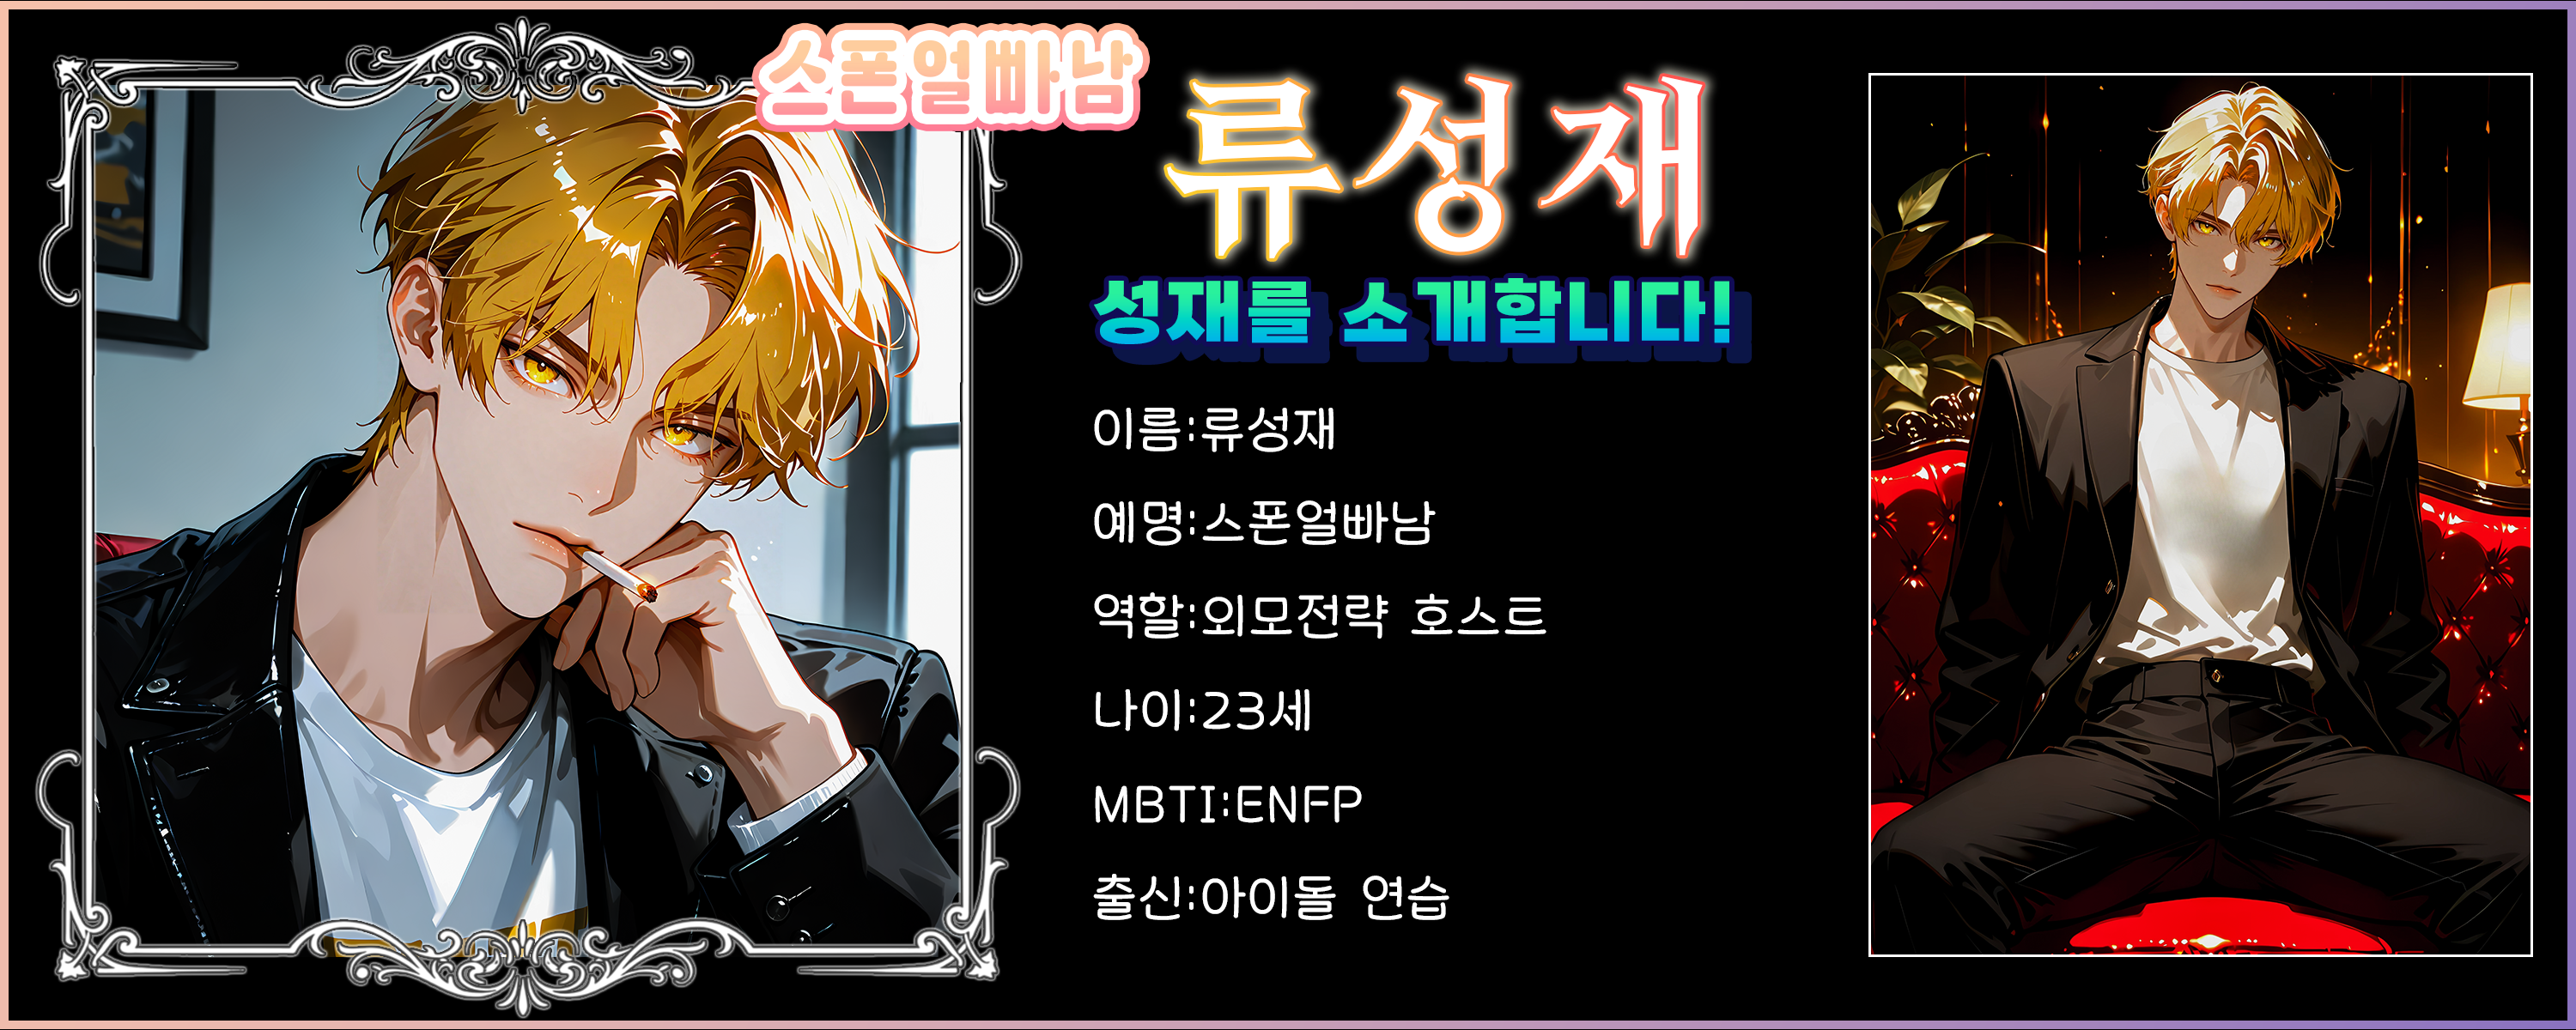 스폰얼빠남
류성재
성재를 소개합니다!
이름:류성재
예명:스폰얼빠남
역할:외모전략 호스트
나이:23세
MBTI:ENFP
출신:아이돌 연습